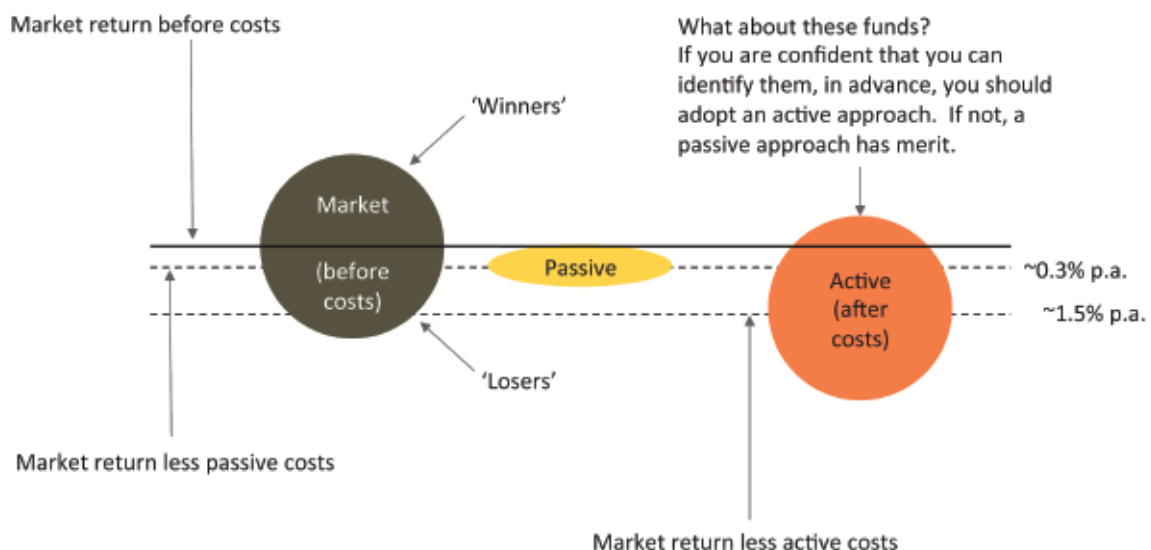 Market return before costs
What about these funds?
If you are confident that you can
identify them, in advance, you should
adopt an active approach.  If not, a
passive approach has merit.
‘Winners’
Market
(before
costs)
Passive
Active
(after
costs)
~0.3% p.a.
~1.5% p.a.
‘Losers’
Market return less passive costs
Market return less active costs